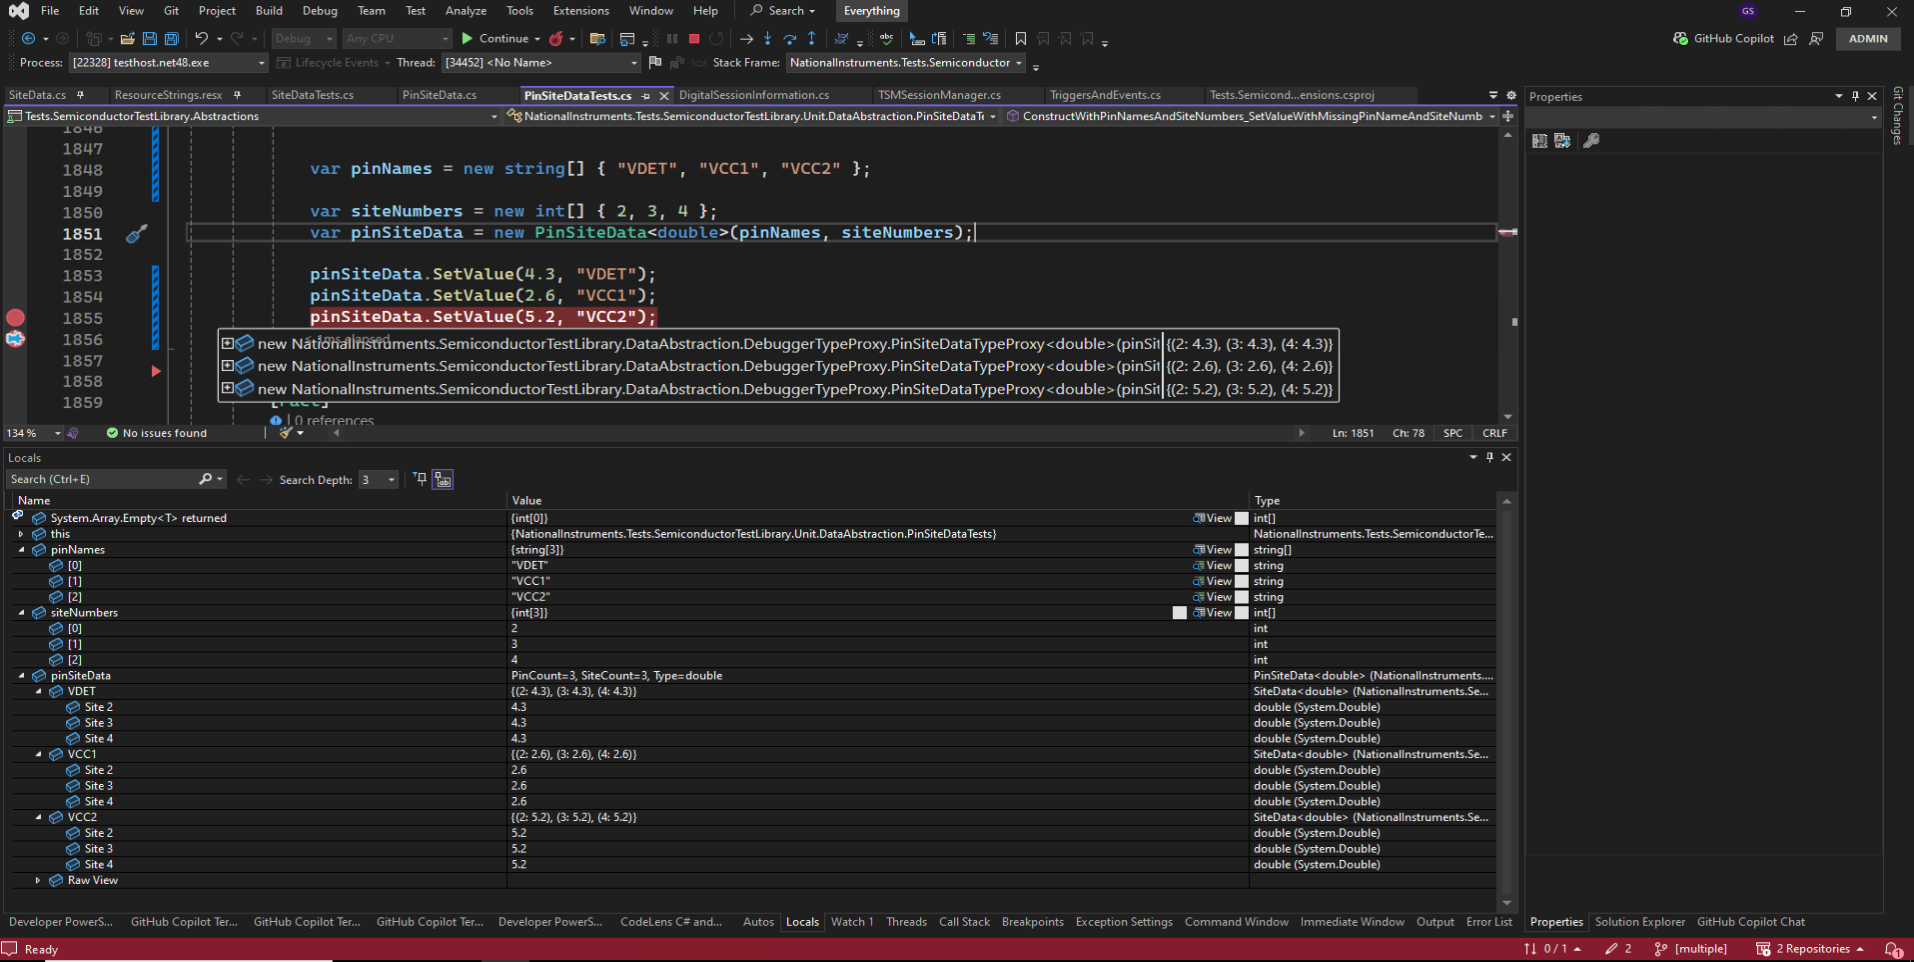 File Edit View Git Project Build Debug Team Test Analyze Tools Extensions Window Help Search Everything GS
Debug Any CPU Continue GitHub Copilot ADMIN
Process: [22328] testhost.net48.exe Lifecycle Events Thread: [34452] <No Name> Stack Frame: NationalInstruments.Tests.Semiconductor
SiteData.cs ResourceStrings.resx SiteDataTests.cs PinSiteData.cs PinSiteDataTests.cs DigitalSessionInformation.cs TSMSessionManager.cs TriggersAndEvents.cs Tests.Semicond...ensions.csproj
Tests.SemiconductorTestLibrary.Abstractions NationalInstruments.Tests.SemiconductorTestLibrary.Unit.DataAbstraction.PinSiteDataT ConstructWithPinNamesAndSiteNumbers_SetValueWithMissingPinNameAndSiteNumb
1846
1847
1848 var pinNames = new string[] { "VDET", "VCC1", "VCC2" };
1849
1850 var siteNumbers = new int[] { 2, 3, 4 };
1851 var pinSiteData = new PinSiteData<double>(pinNames, siteNumbers);
1852
1853 pinSiteData.SetValue(4.3, "VDET");
1854 pinSiteData.SetValue(2.6, "VCC1");
1855 pinSiteData.SetValue(5.2, "VCC2");
1856 new NationalInstruments.SemiconductorTestLibrary.DataAbstraction.DebuggerTypeProxy.PinSiteDataTypeProxy<double>(pinSit {(2: 4.3), (3: 4.3), (4: 4.3)}
1857 new NationalInstruments.SemiconductorTestLibrary.DataAbstraction.DebuggerTypeProxy.PinSiteDataTypeProxy<double>(pinSit {(2: 2.6), (3: 2.6), (4: 2.6)}
1858 new NationalInstruments.SemiconductorTestLibrary.DataAbstraction.DebuggerTypeProxy.PinSiteDataTypeProxy<double>(pinSit {(2: 5.2), (3: 5.2), (4: 5.2)}
1859 [Fact]
0 references
134 % No issues found Ln: 1851 Ch: 78 SPC CRLF
Locals
Search (Ctrl+E) Search Depth: 3
Name Value Type
System.Array.Empty<T> returned {int[0]} View int[]
this {NationalInstruments.Tests.SemiconductorTestLibrary.Unit.DataAbstraction.PinSiteDataTests} NationalInstruments.Tests.SemiconductorTe...
pinNames {string[3]} View string[]
[0] "VDET" View string
[1] "VCC1" View string
[2] "VCC2" View string
siteNumbers {int[3]} View int[]
[0] 2 int
[1] 3 int
[2] 4 int
pinSiteData PinCount=3, SiteCount=3, Type=double PinSiteData<double> (NationalInstruments....
VDET {(2: 4.3), (3: 4.3), (4: 4.3)} SiteData<double> (NationalInstruments.Se...
Site 2 4.3 double (System.Double)
Site 3 4.3 double (System.Double)
Site 4 4.3 double (System.Double)
VCC1 {(2: 2.6), (3: 2.6), (4: 2.6)} SiteData<double> (NationalInstruments.Se...
Site 2 2.6 double (System.Double)
Site 3 2.6 double (System.Double)
Site 4 2.6 double (System.Double)
VCC2 {(2: 5.2), (3: 5.2), (4: 5.2)} SiteData<double> (NationalInstruments.Se...
Site 2 5.2 double (System.Double)
Site 3 5.2 double (System.Double)
Site 4 5.2 double (System.Double)
Raw View
Developer PowerS... GitHub Copilot Ter... GitHub Copilot Ter... GitHub Copilot Ter... Developer PowerS... CodeLens C# and... Autos Locals Watch 1 Threads Call Stack Breakpoints Exception Settings Command Window Immediate Window Output Error List
Properties
Properties Solution Explorer GitHub Copilot Chat
Git Changes
Ready 0 / 1 2 [multiple] 2 Repositories 1